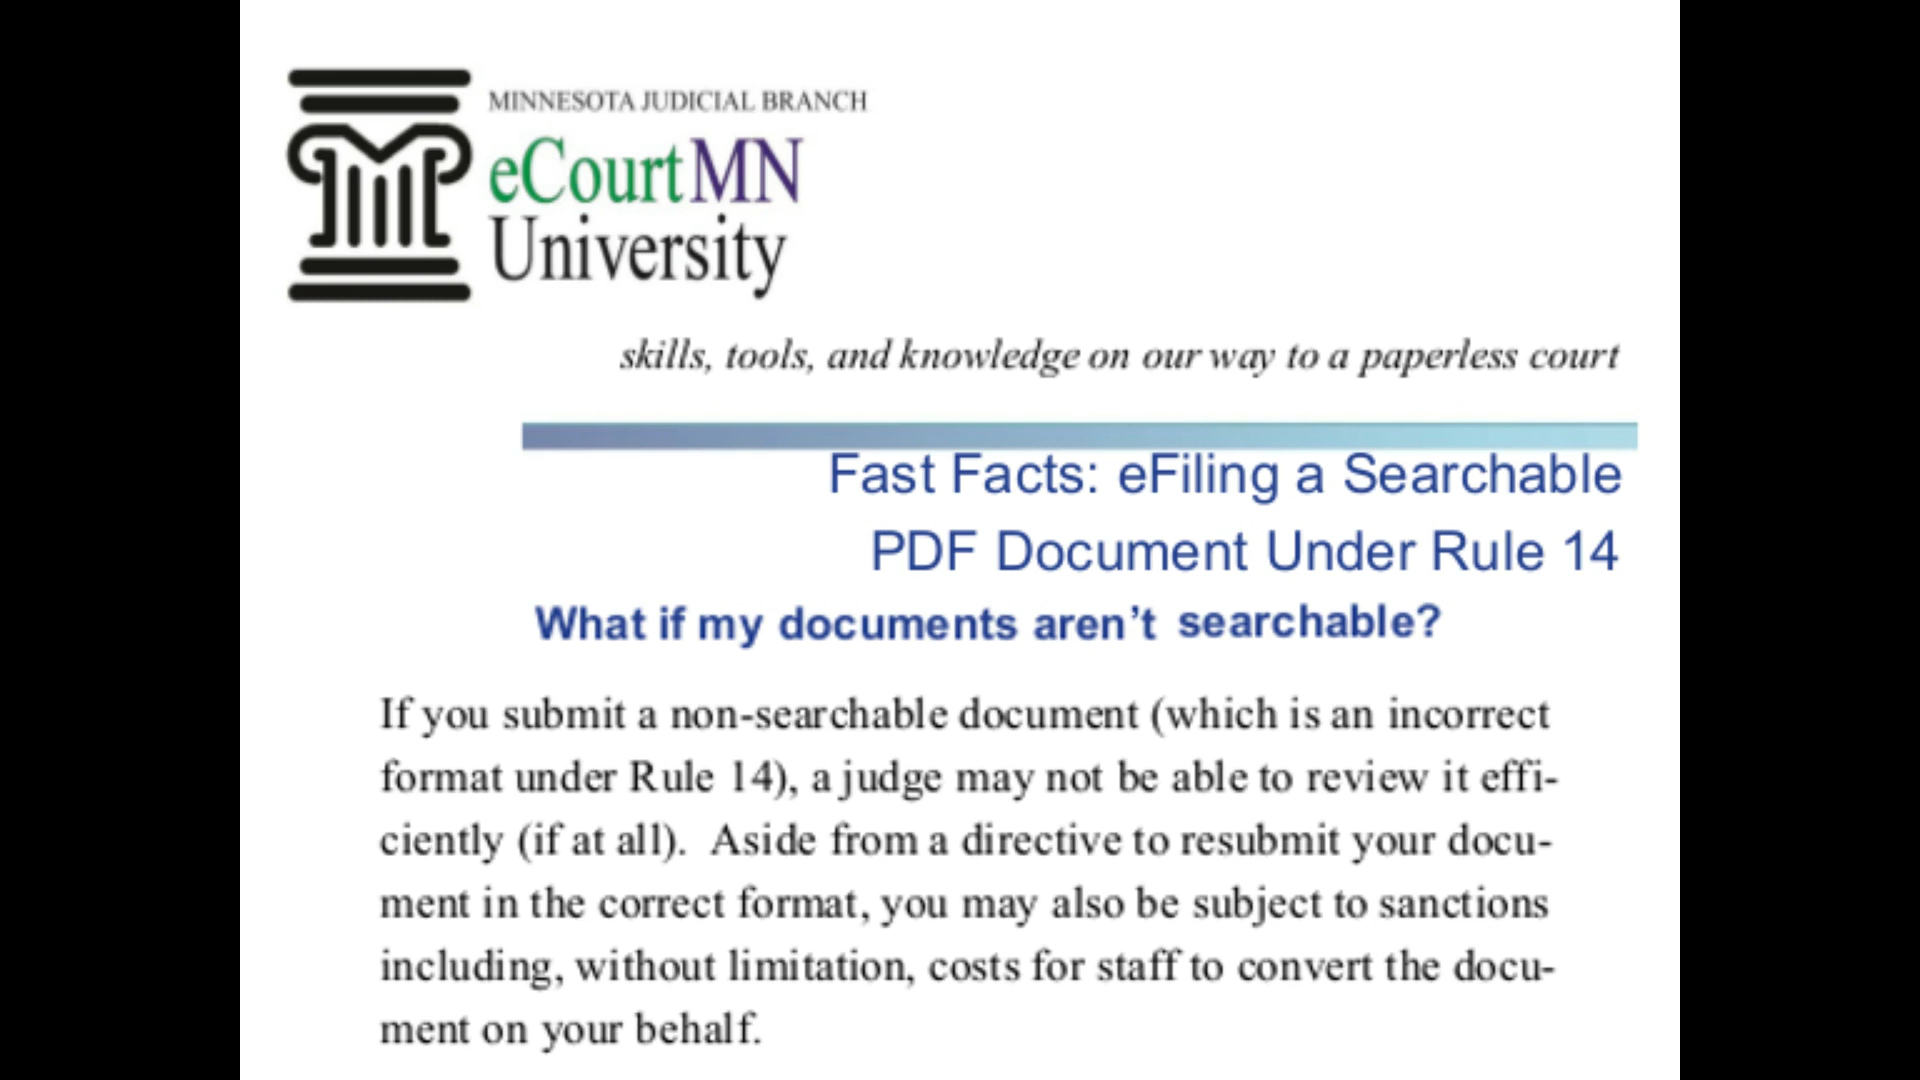 MINNESOTA JUDICIAL BRANCH
eCourtMN
University
skills, tools, and knowledge on our way to a paperless court
Fast Facts: eFiling a Searchable
PDF Document Under Rule 14
What if my documents aren’t searchable?
If you submit a non-searchable document (which is an incorrect
format under Rule 14), a judge may not be able to review it effi-
ciently (if at all).  Aside from a directive to resubmit your docu-
ment in the correct format, you may also be subject to sanctions
including, without limitation, costs for staff to convert the docu-
ment on your behalf.